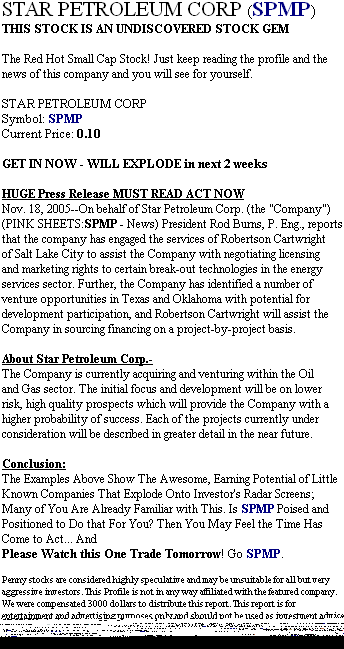 STAR PETROLEUM CORP (SPMP)
THIS STOCK IS AN UNDISCOVERED STOCK GEM
The Red Hot Small Cap Stock! Just keep reading the profile and the
news of this company and you will see for yourself.
STAR PETROLEUM CORP
Symbol: SPMP
Current Price: 0.10
GET IN NOW - WILL EXPLODE in next 2 weeks
HUGE Press Release MUST READ ACT NOW
Nov. 18, 2005--On behalf of Star Petroleum Corp. (the "Company")
(PINK SHEETS:SPMP - News) President Rod Burns, P. Eng., reports
that the company has engaged the services of Robertson Cartwright
of Salt Lake City to assist the Company with negotiating licensing
and marketing rights to certain break-out technologies in the energy
services sector. Further, the Company has identified a number of
venture opportunities in Texas and Oklahoma with potential for
development participation, and Robertson Cartwright will assist the
Company in sourcing financing on a project-by-project basis.
About Star Petroleum Corp.-
The Company is currently acquiring and venturing within the Oil
and Gas sector. The initial focus and development will be on lower
risk, high quality prospects which will provide the Company with a
higher probability of success. Each of the projects currently under
consideration will be described in greater detail in the near future.
Conclusion:
The Examples Above Show The Awesome, Earning Potential of Little
Known Companies That Explode Onto Investor's Radar Screens;
Many of You Are Already Familiar with This. Is SPMP Poised and
Positioned to Do that For You? Then You May Feel the Time Has
Come to Act... And
Please Watch this One Trade Tomorrow! Go SPMP.
Penny stocks are considered highly speculative and may be unsuitable for all but very
aggressive investors. This Profile is not in any way affiliated with the featured company.
We were compensated 3000 dollars to distribute this report. This report is for
entertainment and advertising purposes only and should not be used as investment advice